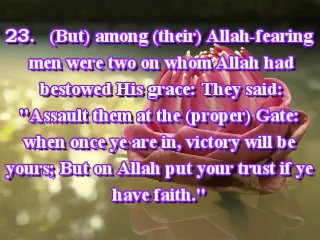 23. (But) among (their) Allah-fearing
men were two on whom Allah had
bestowed His grace: They said:
"Assault them at the (proper) Gate:
when once ye are in, victory will be
yours; But on Allah put your trust if ye
have faith."